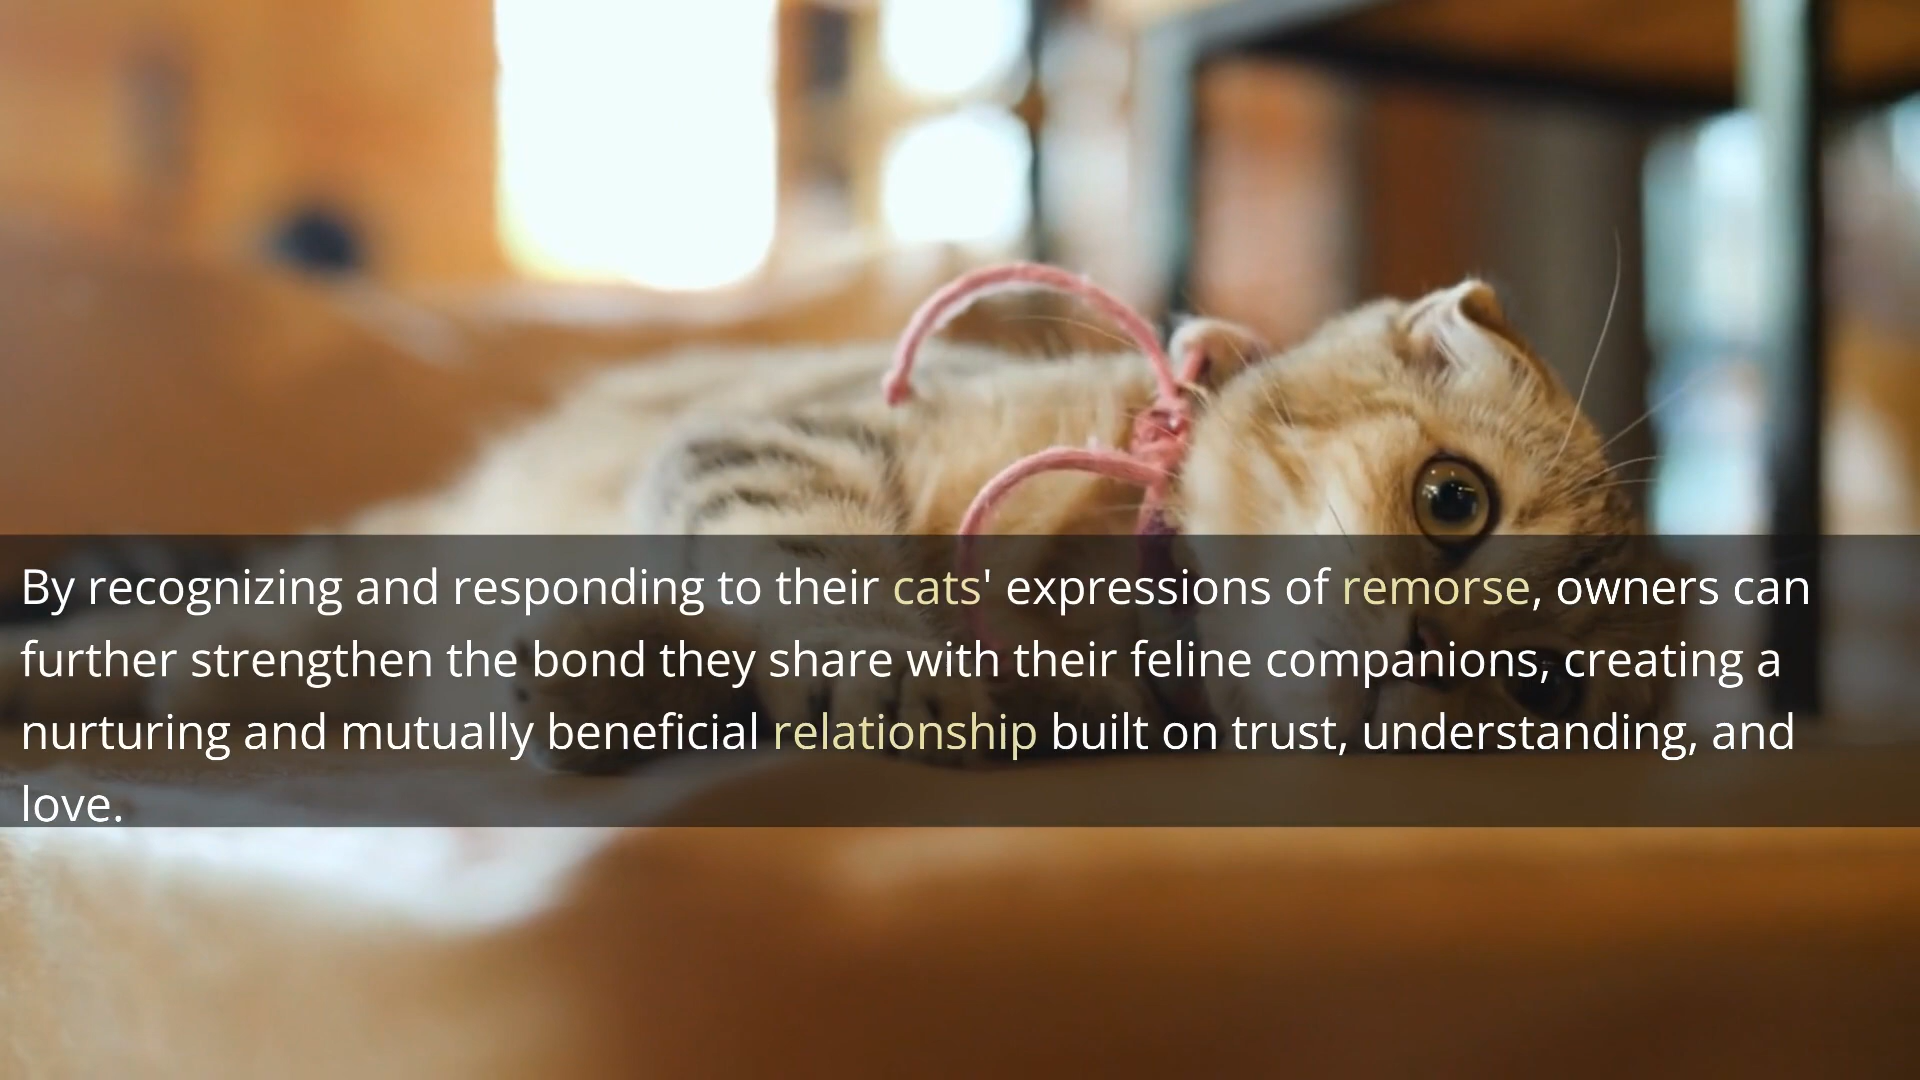 By recognizing and responding to their cats' expressions of remorse, owners can
further strengthen the bond they share with their feline companions, creating a
nurturing and mutually beneficial relationship built on trust, understanding, and
love.